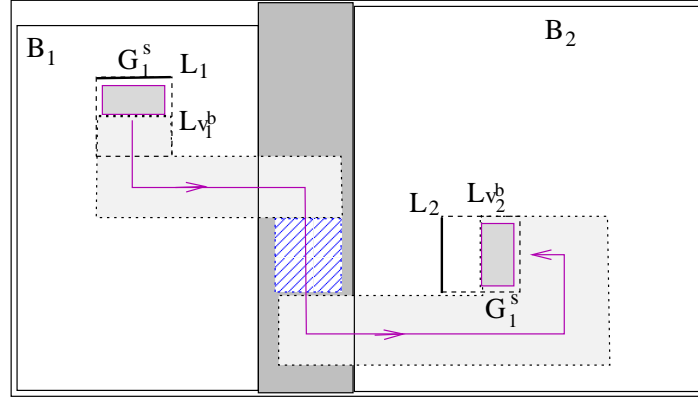 B₁
G₁ˢ
L₁
Lv₁ᵇ
B₂
L₂
Lv₂ᵇ
G₁ˢ